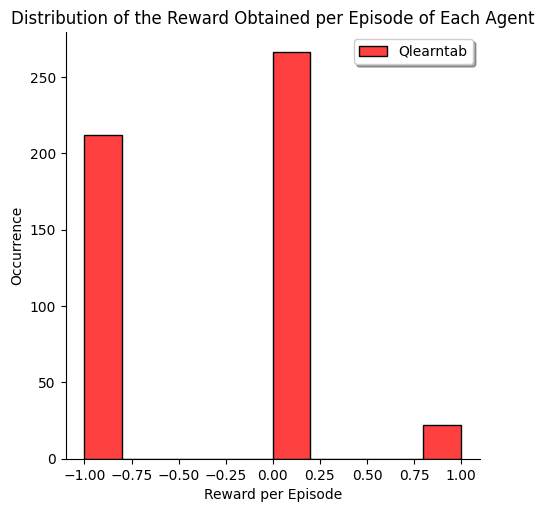 Distribution of the Reward Obtained per Episode of Each Agent
Qlearntab
Occurrence
250
200
150
100
50
0
−1.00 −0.75 −0.50 −0.25 0.00 0.25 0.50 0.75 1.00
Reward per Episode